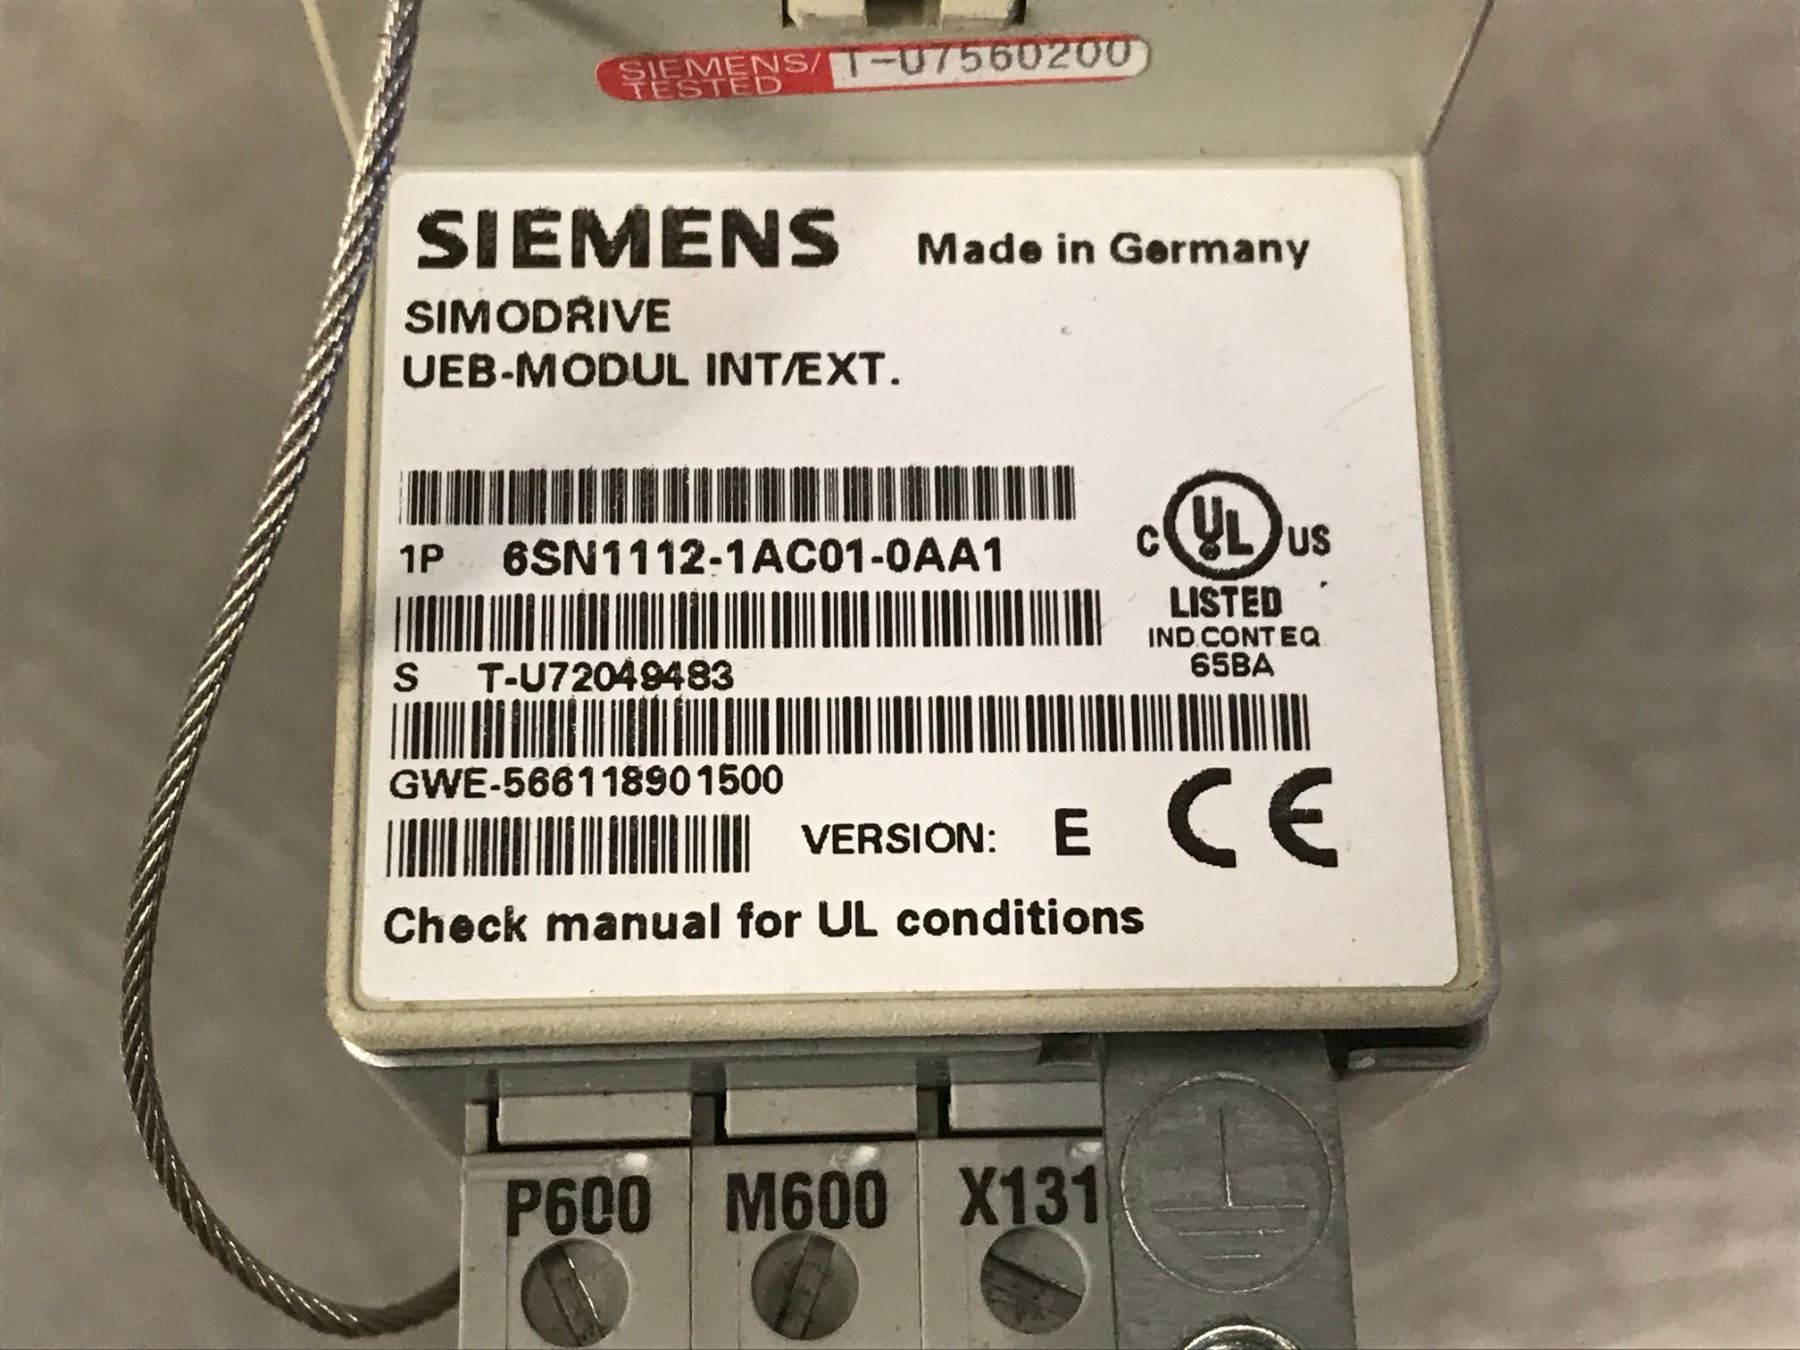 SIEMENS/ T-U7560200
TESTED
SIEMENS Made in Germany
SIMODRIVE
UEB-MODUL INT/EXT.
1P 6SN1112-1AC01-0AA1
C UL US
LISTED
IND.CONT.EQ
65BA
S T-U72049483
GWE-566118901500
VERSION: E CE
Check manual for UL conditions
P600 M600 X131